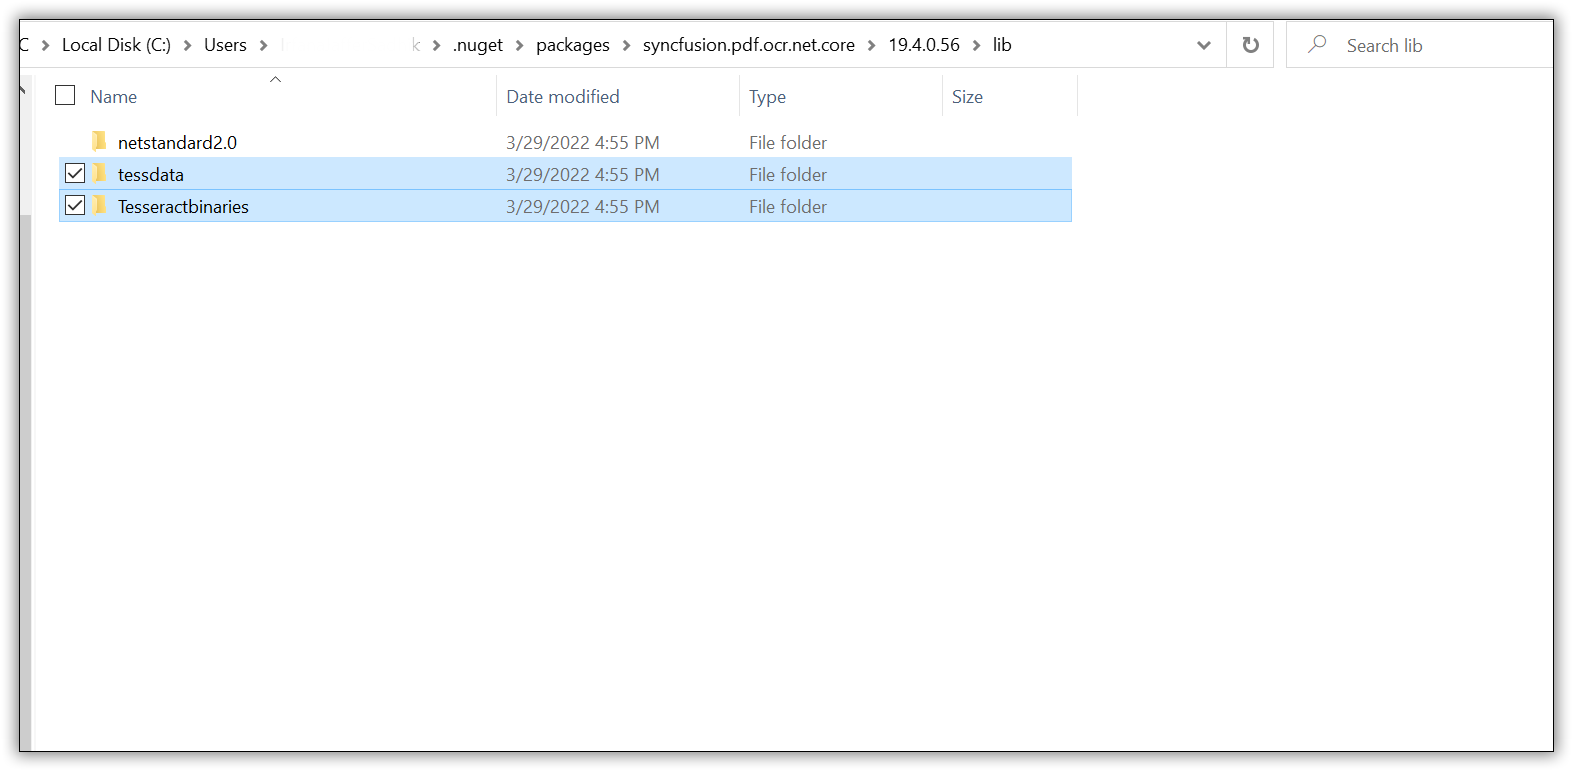 C > Local Disk (C:) > Users > > .nuget > packages > syncfusion.pdf.ocr.net.core > 19.4.0.56 > lib Search lib
Name Date modified Type Size
netstandard2.0 3/29/2022 4:55 PM File folder
tessdata 3/29/2022 4:55 PM File folder
Tesseractbinaries 3/29/2022 4:55 PM File folder